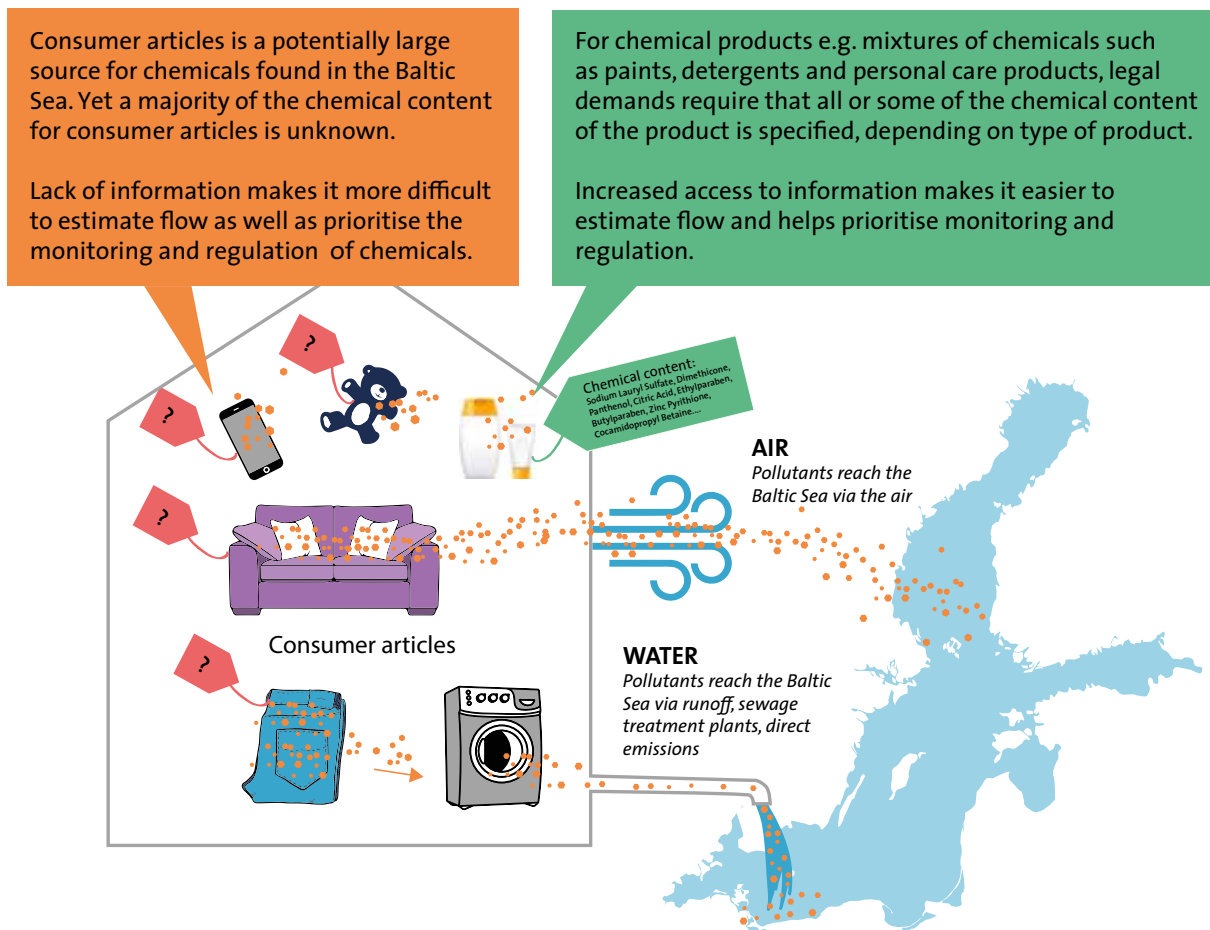 Consumer articles is a potentially large
source for chemicals found in the Baltic
Sea. Yet a majority of the chemical content
for consumer articles is unknown.
Lack of information makes it more difficult
to estimate flow as well as prioritise the
monitoring and regulation  of chemicals.
For chemical products e.g. mixtures of chemicals such
as paints, detergents and personal care products, legal
demands require that all or some of the chemical content
of the product is specified, depending on type of product.
Increased access to information makes it easier to
estimate flow and helps prioritise monitoring and
regulation.
?
?
Chemical content:
Sodium Lauryl Sulfate, Dimethicone,
Panthenol, Citric Acid, Ethylparaben,
Butylparaben, Zinc Pyrithione,
Cocamidopropyl Betaine....
AIR
Pollutants reach the
Baltic Sea via the air
?
Consumer articles
?
WATER
Pollutants reach the Baltic
Sea via runoff, sewage
treatment plants, direct
emissions